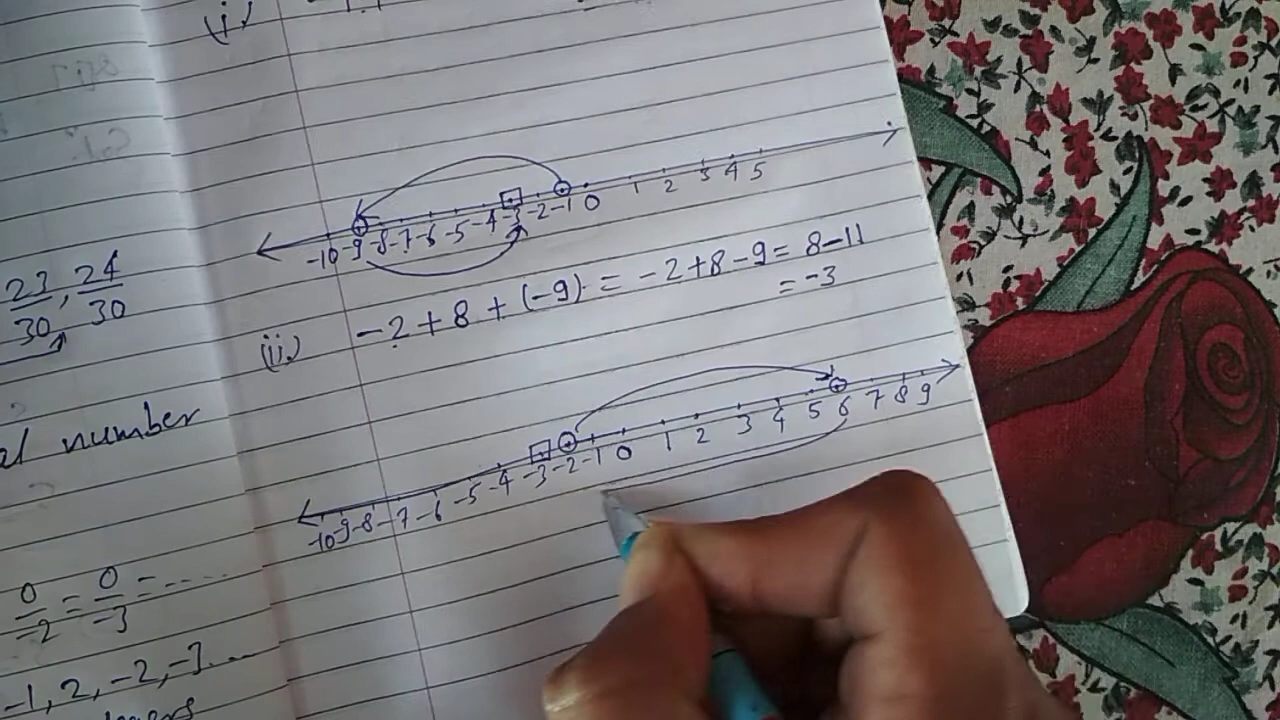 (i)
-10 -9 -8 -7 -6 -5 -4 -3 -2 -1 0 1 2 3 4 5
(ii) -2 + 8 + (-9) = -2 + 8 - 9 = 8 - 11
= -3
-10 -9 -8 -7 -6 -5 -4 -3 -2 -1 0 1 2 3 4 5 6 7 8 9
23/30, 24/30
al number
0/-2 = 0/-3 = -....
-1, 2, -2, -3....